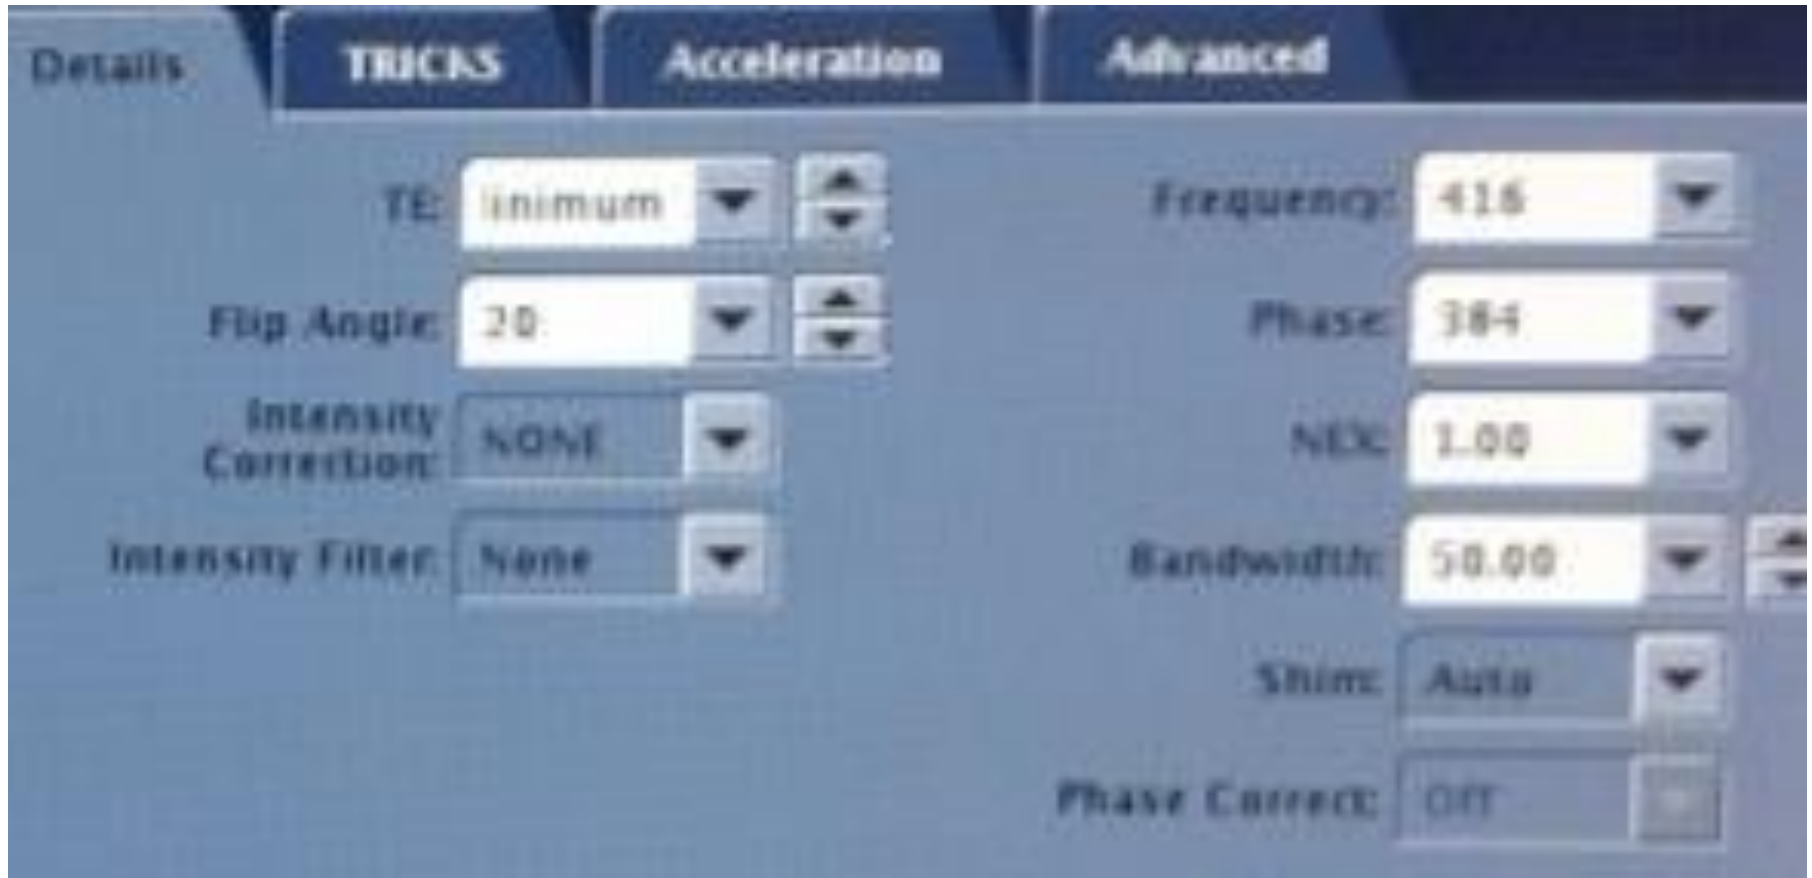 Details TRICKS Acceleration Advanced
TE: linimum
Frequency: 416
Flip Angle: 20
Phase: 384
Intensity
Correction: NONE
NEX: 1.00
Intensity Filter: None
Bandwidth: 50.00
Shim: Auto
Phase Correct: Off